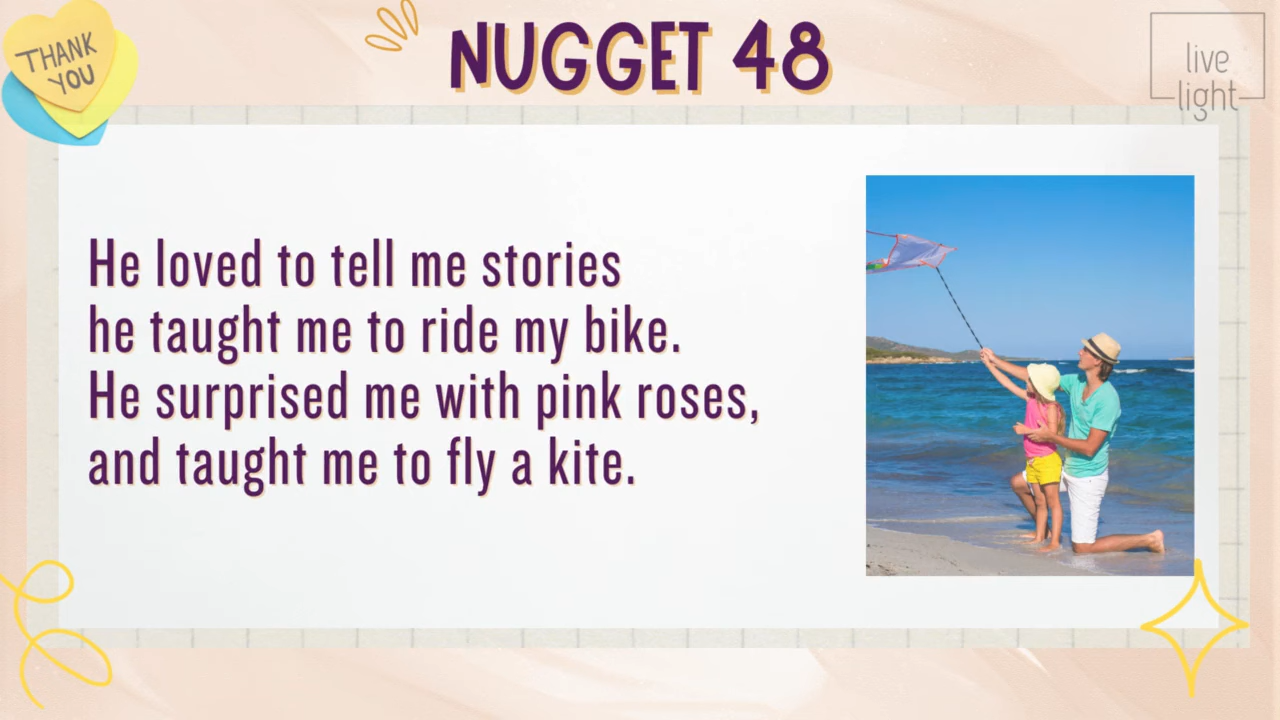 THANK
YOU
NUGGET 48
live
light
He loved to tell me stories
he taught me to ride my bike.
He surprised me with pink roses,
and taught me to fly a kite.